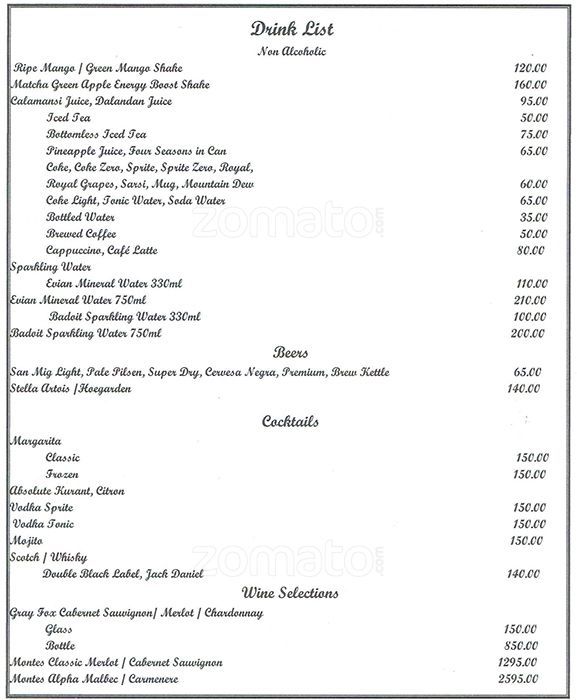 Drink List
Non Alcoholic
Ripe Mango / Green Mango Shake 120.00
Matcha Green Apple Energy Boost Shake 160.00
Calamansi Juice, Dalandan Juice 95.00
Iced Tea 50.00
Bottomless Iced Tea 75.00
Pineapple Juice, Four Seasons in Can 65.00
Coke, Coke Zero, Sprite, Sprite Zero, Royal,
Royal Grapes, Sarsi, Mug, Mountain Dew 60.00
Coke Light, Tonic Water, Soda Water 65.00
zomato.com
Bottled Water 35.00
Brewed Coffee 50.00
Cappuccino, Café Latte 80.00
Sparkling Water
Evian Mineral Water 330ml 110.00
Evian Mineral Water 750ml 210.00
Badoit Sparkling Water 330ml 100.00
Badoit Sparkling Water 750ml 200.00
Beers
San Mig Light, Pale Pilsen, Super Dry, Cervesa Negra, Premium, Brew Kettle 65.00
Stella Artois /Hoegarden 140.00
Cocktails
Margarita
Classic 150.00
Frozen 150.00
Absolute Kurant, Citron
Vodka Sprite 150.00
Vodka Tonic 150.00
Mojito 150.00
Scotch / Whisky
zomato.com
Double Black Label, Jack Daniel 140.00
Wine Selections
Gray Fox Cabernet Sauvignon/ Merlot / Chardonnay
Glass 150.00
Bottle 850.00
Montes Classic Merlot / Cabernet Sauvignon 1295.00
Montes Alpha Malbec / Carmenere 2595.00